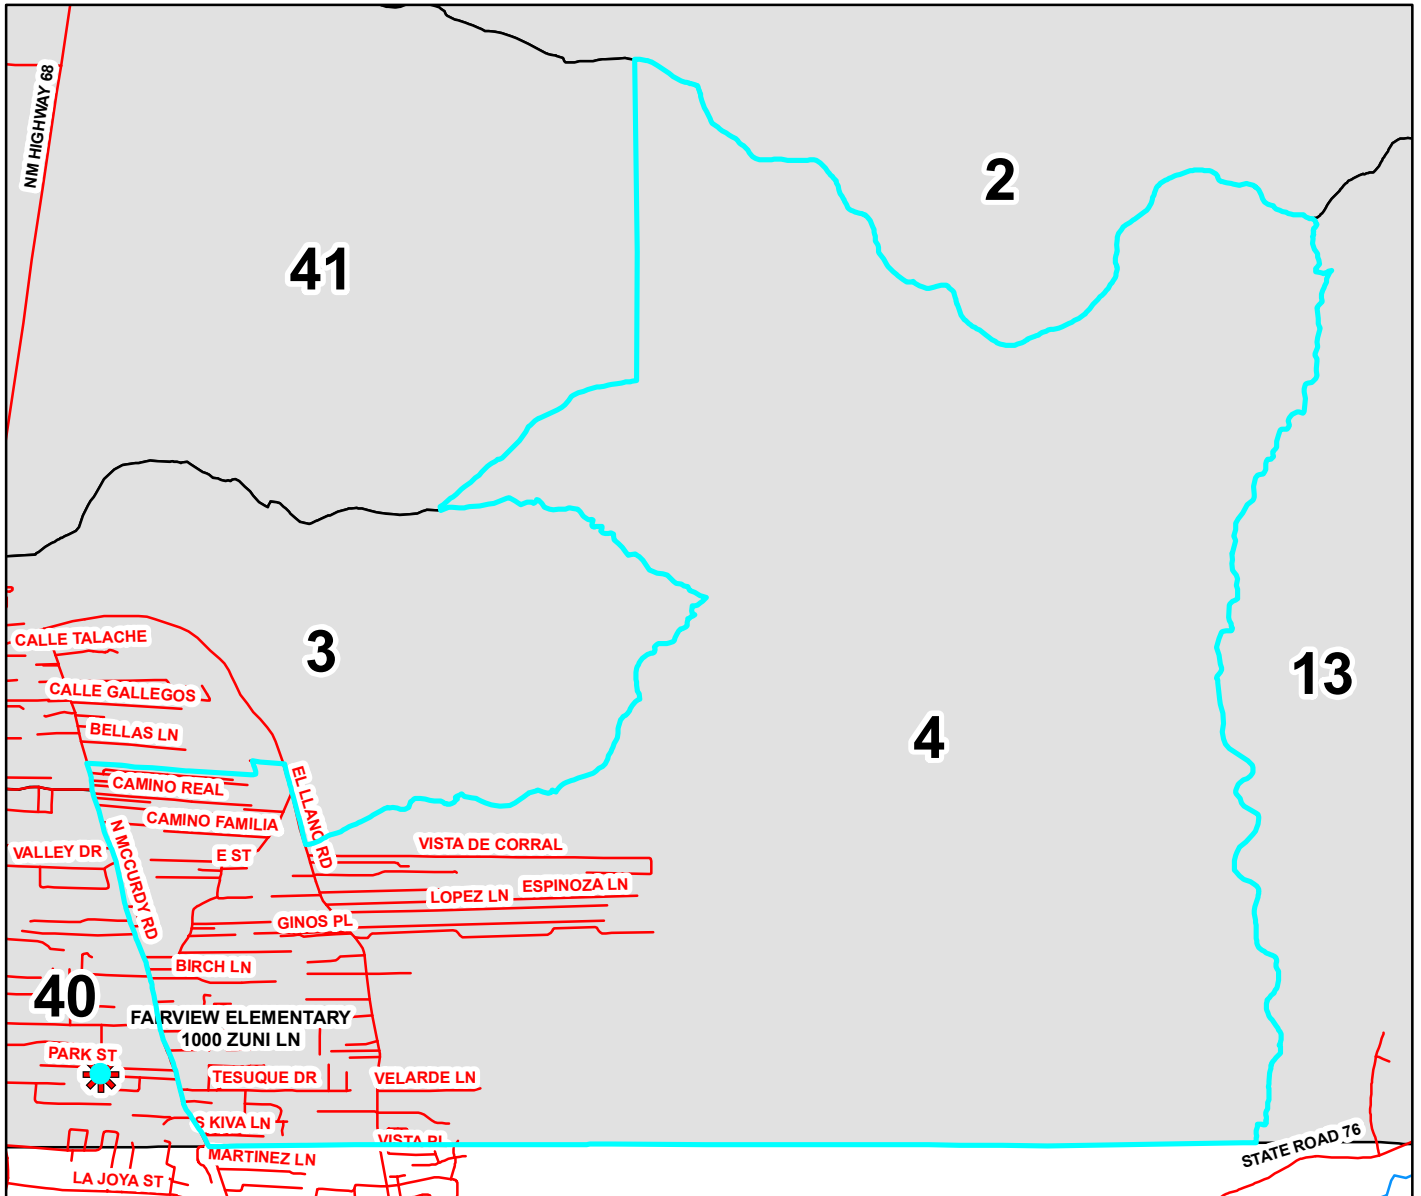 NM HIGHWAY 68
2
41
3
13
4
CALLE TALACHE
CALLE GALLEGOS
BELLAS LN
CAMINO REAL
EL LLANO RD
CAMINO FAMILIA
N MCCURDY RD
VALLEY DR
E ST
VISTA DE CORRAL
ESPINOZA LN
LOPEZ LN
GINOS PL
BIRCH LN
40
FAIRVIEW ELEMENTARY
1000 ZUNI LN
PARK ST
TESUQUE DR
VELARDE LN
S KIVA LN
VISTA PL
STATE ROAD 76
MARTINEZ LN
LA JOYA ST